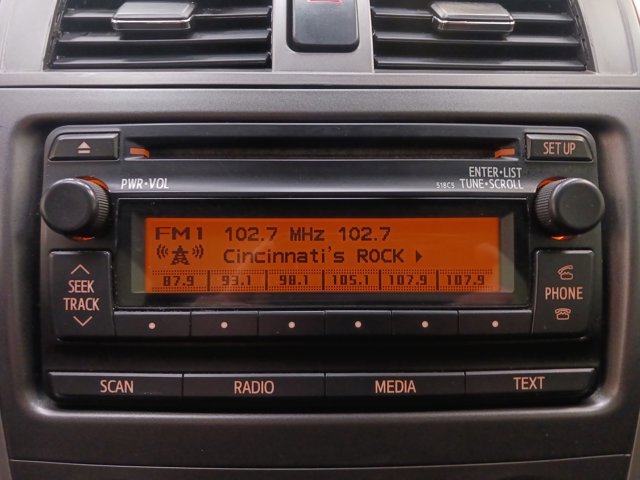 SET UP
PWR•VOL
ENTER•LIST
518C5 TUNE•SCROLL
FM1 102.7 MHz 102.7
Cincinnati's ROCK
87.9 93.1 98.1 105.1 107.9 107.9
SEEK
TRACK
PHONE
SCAN RADIO MEDIA TEXT